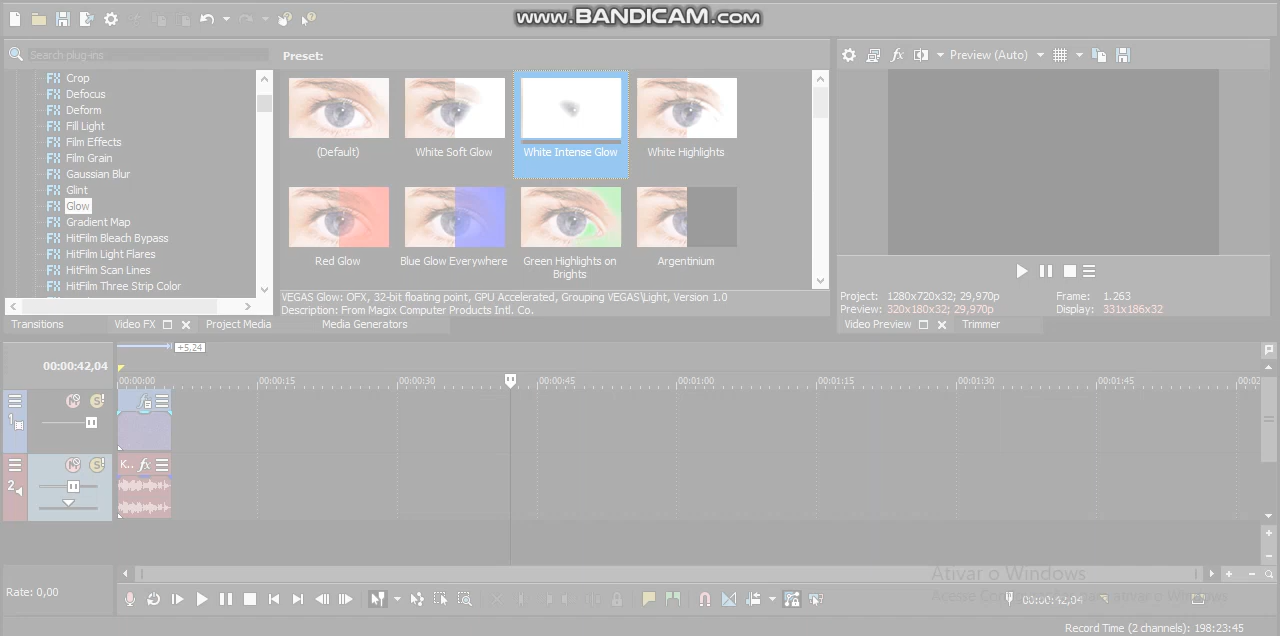 www.BANDICAM.com
Search plug-ins
Preset:
Preview (Auto)
Crop
Defocus
Deform
Fill Light
Film Effects
Film Grain
Gaussian Blur
Glint
Glow
Gradient Map
HitFilm Bleach Bypass
HitFilm Light Flares
HitFilm Scan Lines
HitFilm Three Strip Color
(Default)
White Soft Glow
White Intense Glow
White Highlights
Red Glow
Blue Glow Everywhere
Green Highlights on
Brights
Argentinium
VEGAS Glow: OFX, 32-bit floating point, GPU Accelerated, Grouping VEGAS\Light, Version 1.0
Description: From Magix Computer Products Intl. Co.
Project: 1280x720x32; 29,970p
Frame: 1.263
Preview: 320x180x32; 29,970p
Display: 331x186x32
Transitions
Video FX
Project Media
Media Generators
Video Preview
Trimmer
+5,24
00:00:42,04
00:00:00
00:00:15
00:00:30
00:00:45
00:01:00
00:01:15
00:01:30
00:01:45
1
K.. fx
2
Rate: 0,00
Ativar o Windows
00:00:42,04
Record Time (2 channels): 198:23:45